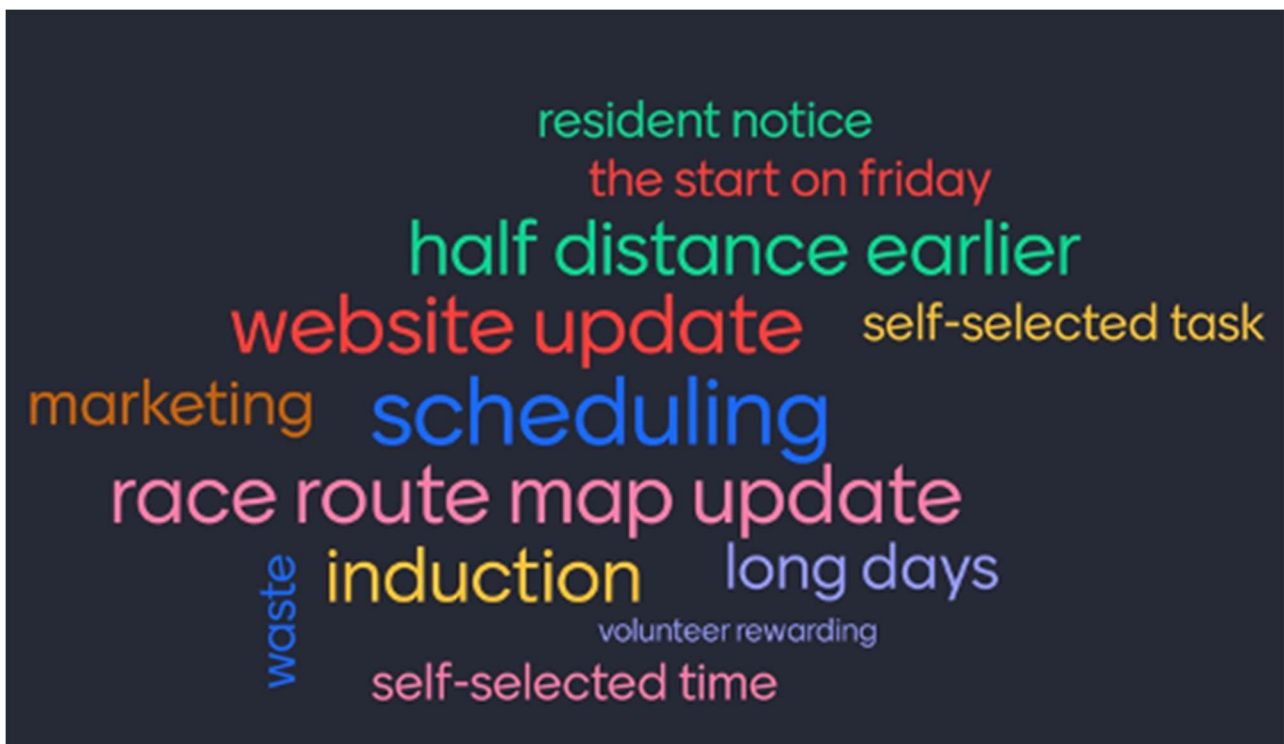 resident notice
the start on friday
half distance earlier
website update
self-selected task
marketing
scheduling
race route map update
waste
induction
long days
volunteer rewarding
self-selected time